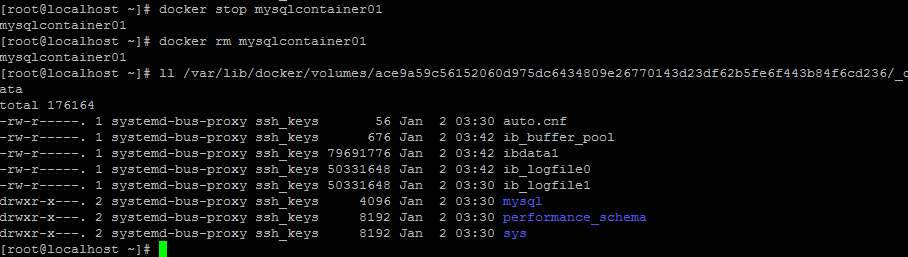 [root@localhost ~]# docker stop mysqlcontainer01
mysqlcontainer01
[root@localhost ~]# docker rm mysqlcontainer01
mysqlcontainer01
[root@localhost ~]# ll /var/lib/docker/volumes/ace9a59c56152060d975dc6434809e26770143d23df62b5fe6f443b84f6cd236/_d
ata
total 176164
-rw-r-----. 1 systemd-bus-proxy ssh_keys       56 Jan  2 03:30 auto.cnf
-rw-r-----. 1 systemd-bus-proxy ssh_keys      676 Jan  2 03:42 ib_buffer_pool
-rw-r-----. 1 systemd-bus-proxy ssh_keys 79691776 Jan  2 03:42 ibdata1
-rw-r-----. 1 systemd-bus-proxy ssh_keys 50331648 Jan  2 03:42 ib_logfile0
-rw-r-----. 1 systemd-bus-proxy ssh_keys 50331648 Jan  2 03:30 ib_logfile1
drwxr-x---. 2 systemd-bus-proxy ssh_keys     4096 Jan  2 03:30 mysql
drwxr-x---. 2 systemd-bus-proxy ssh_keys     8192 Jan  2 03:30 performance_schema
drwxr-x---. 2 systemd-bus-proxy ssh_keys     8192 Jan  2 03:30 sys
[root@localhost ~]#